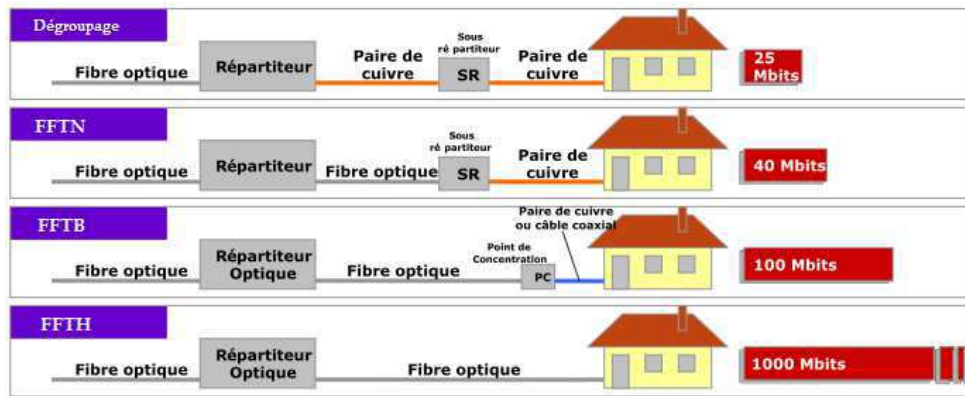 Dégroupage
Fibre optique
Répartiteur
Paire de
cuivre
Sous
ré partiteur
SR
Paire de
cuivre
25
Mbits
FFTN
Fibre optique
Répartiteur
Fibre optique
Sous
ré partiteur
SR
Paire de
cuivre
40 Mbits
FFTB
Fibre optique
Répartiteur
Optique
Fibre optique
Point de
Concentration
PC
Paire de cuivre
ou câble coaxial
100 Mbits
FFTH
Fibre optique
Répartiteur
Optique
Fibre optique
1000 Mbits